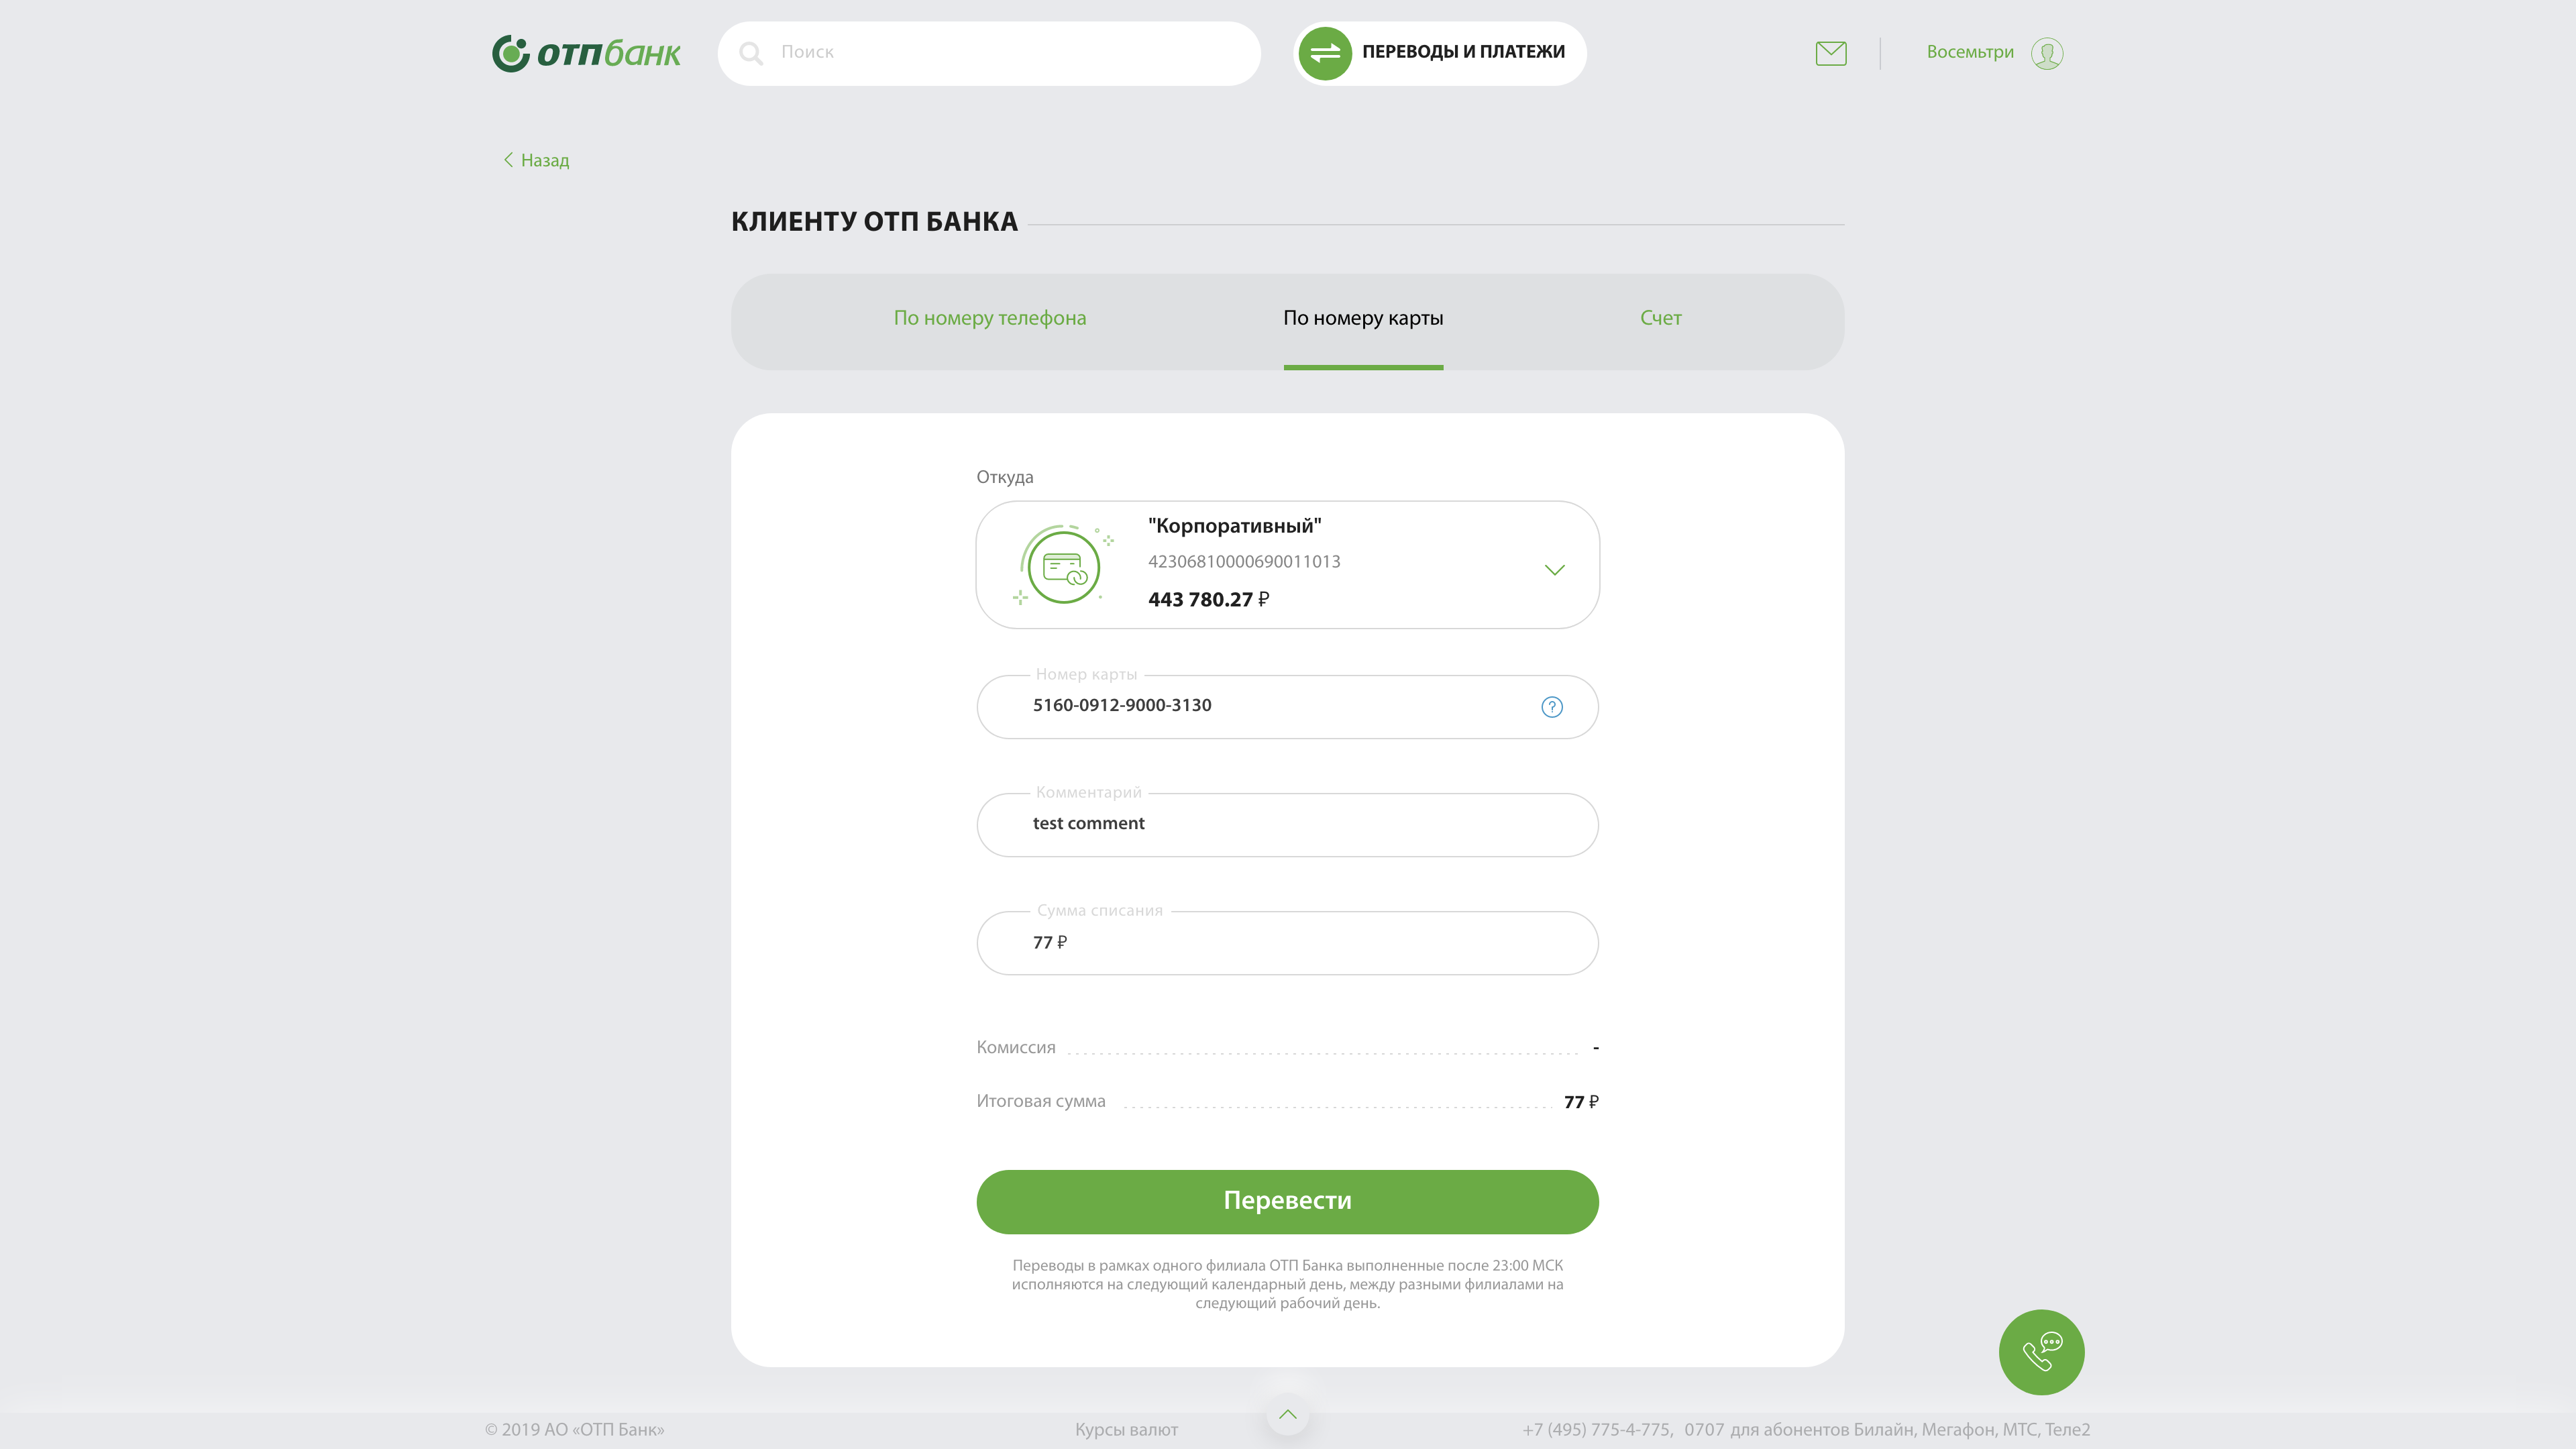 отпбанк
Поиск
ПЕРЕВОДЫ И ПЛАТЕЖИ
Восемьтри
Назад
КЛИЕНТУ ОТП БАНКА
По номеру телефона
По номеру карты
Счет
Откуда
"Корпоративный"
42306810000690011013
443 780.27 ₽
Номер карты
5160-0912-9000-3130
?
Комментарий
test comment
Сумма списания
77 ₽
Комиссия -
Итоговая сумма 77 ₽
Перевести
Переводы в рамках одного филиала ОТП Банка выполненные после 23:00 МСК
исполняются на следующий календарный день, между разными филиалами на
следующий рабочий день.
© 2019 АО «ОТП Банк»
Курсы валют
+7 (495) 775-4-775, 0707 для абонентов Билайн, Мегафон, МТС, Теле2